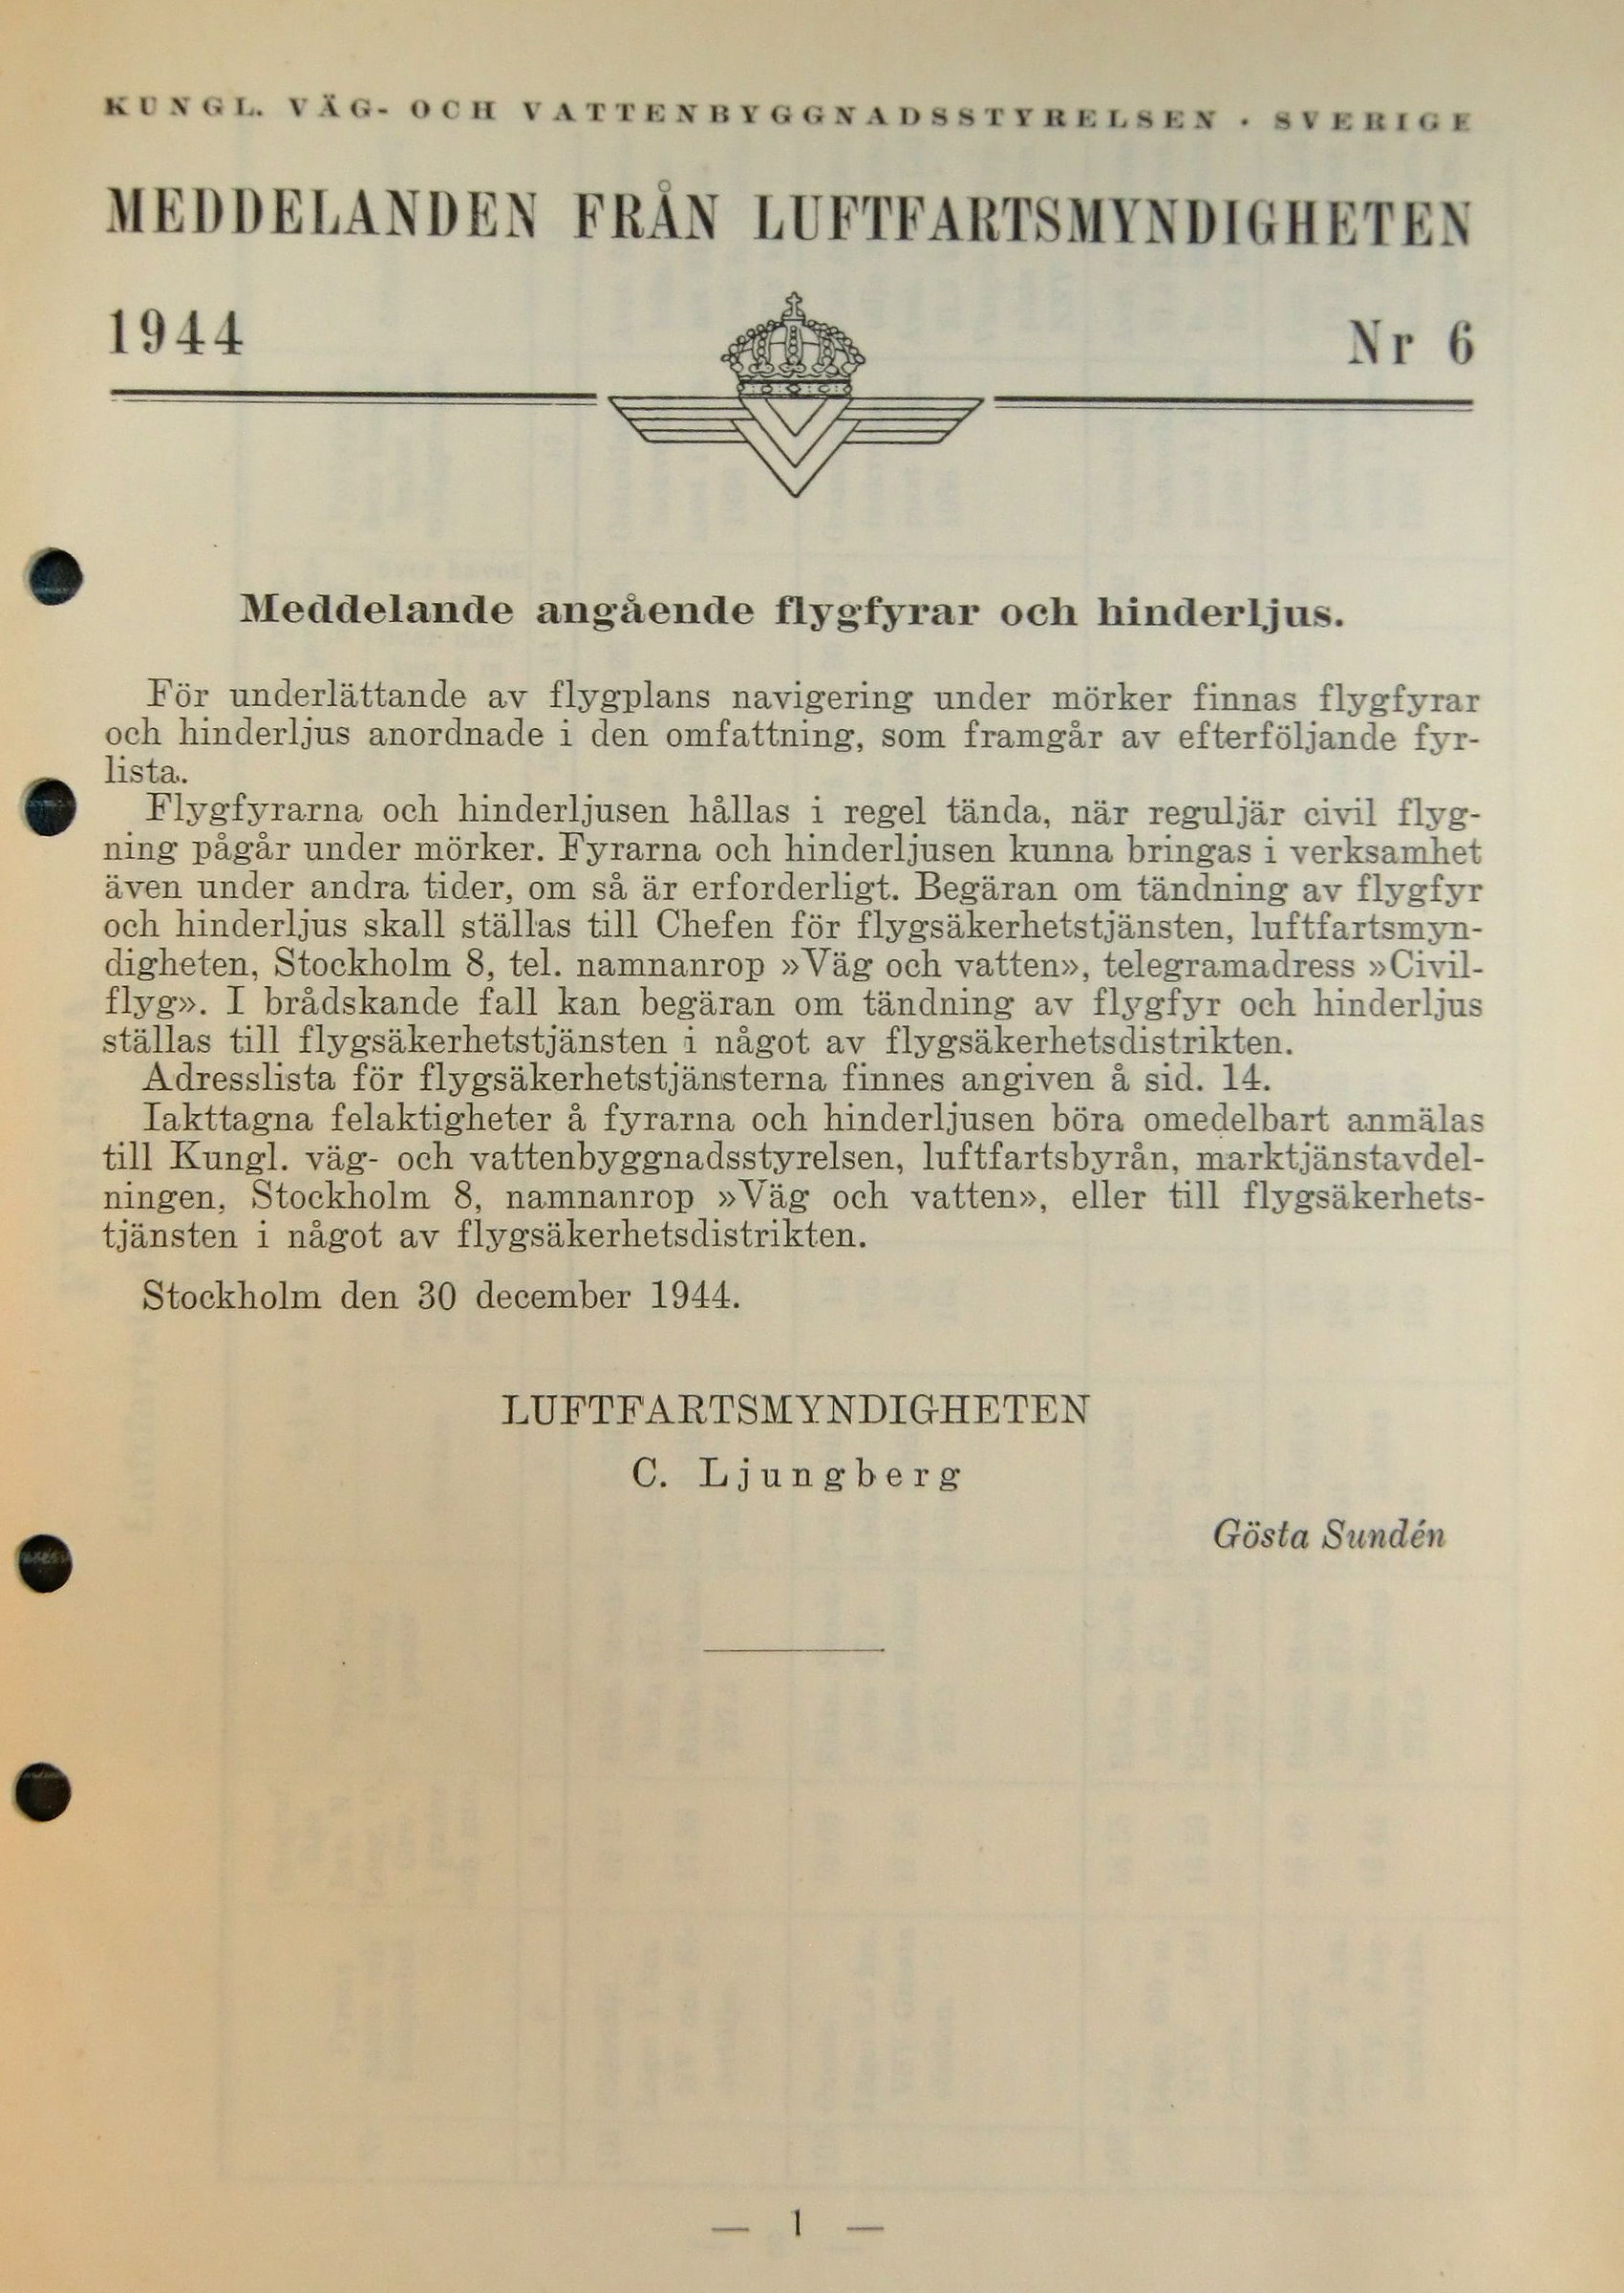 KUNGL. VÄG- OCH VATTENBYGGNADSSTYRELSEN · SVERIGE
MEDDELANDEN FRÅN LUFTFARTSMYNDIGHETEN
1944
Nr 6
Meddelande angående flygfyrar och hinderljus.
För underlättande av flygplans navigering under mörker finnas flygfyrar
och hinderljus anordnade i den omfattning, som framgår av efterföljande fyr-
lista.
Flygfyrarna och hinderljusen hållas i regel tända, när reguljär civil flyg-
ning pågår under mörker. Fyrarna och hinderljusen kunna bringas i verksamhet
även under andra tider, om så är erforderligt. Begäran om tändning av flygfyr
och hinderljus skall ställas till Chefen för flygsäkerhetstjänsten, luftfartsmyn-
digheten, Stockholm 8, tel. namnanrop »Väg och vatten», telegramadress »Civil-
flyg». I brådskande fall kan begäran om tändning av flygfyr och hinderljus
ställas till flygsäkerhetstjänsten i något av flygsäkerhetsdistrikten.
Adresslista för flygsäkerhetstjänsterna finnes angiven å sid. 14.
Iakttagna felaktigheter å fyrarna och hinderljusen böra omedelbart anmälas
till Kungl. väg- och vattenbyggnadsstyrelsen, luftfartsbyrån, marktjänstavdel-
ningen, Stockholm 8, namnanrop »Väg och vatten», eller till flygsäkerhets-
tjänsten i något av flygsäkerhetsdistrikten.
Stockholm den 30 december 1944.
LUFTFARTSMYNDIGHETEN
C. Ljungberg
Gösta Sundén
— 1 —